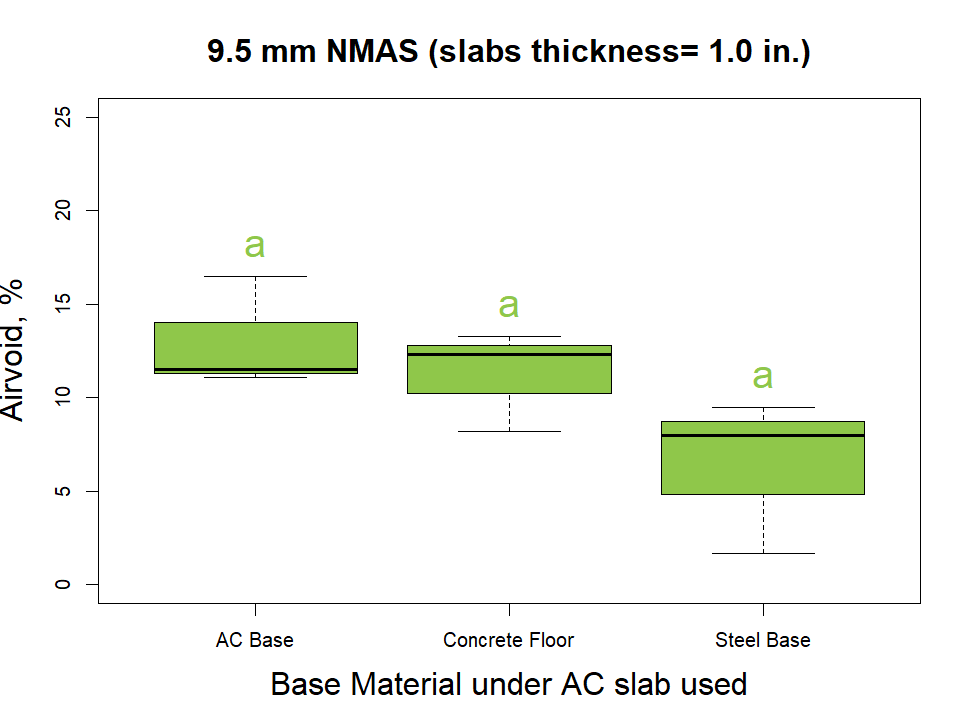 9.5 mm NMAS (slabs thickness= 1.0 in.)
25
20
15
10
5
0
Airvoid, %
a
a
a
AC Base
Concrete Floor
Steel Base
Base Material under AC slab used